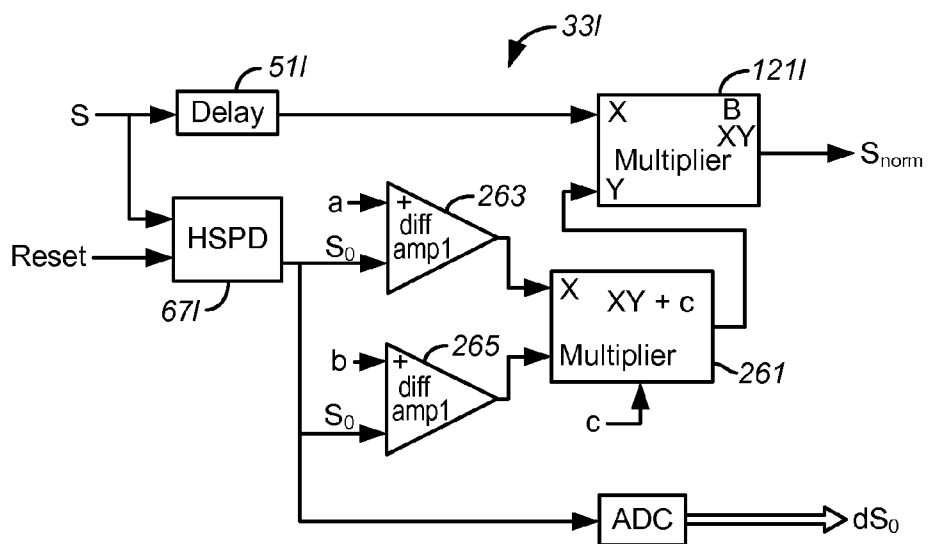 33l
51l
121l
S
Delay
X
B
XY
Multiplier
S₀ₙₒᵣₘ
Y
263
a
+
diff
amp1
HSPD
Reset
S₀
67l
X
XY + c
Multiplier
265
b
+
diff
amp1
261
S₀
c
ADC
dS₀